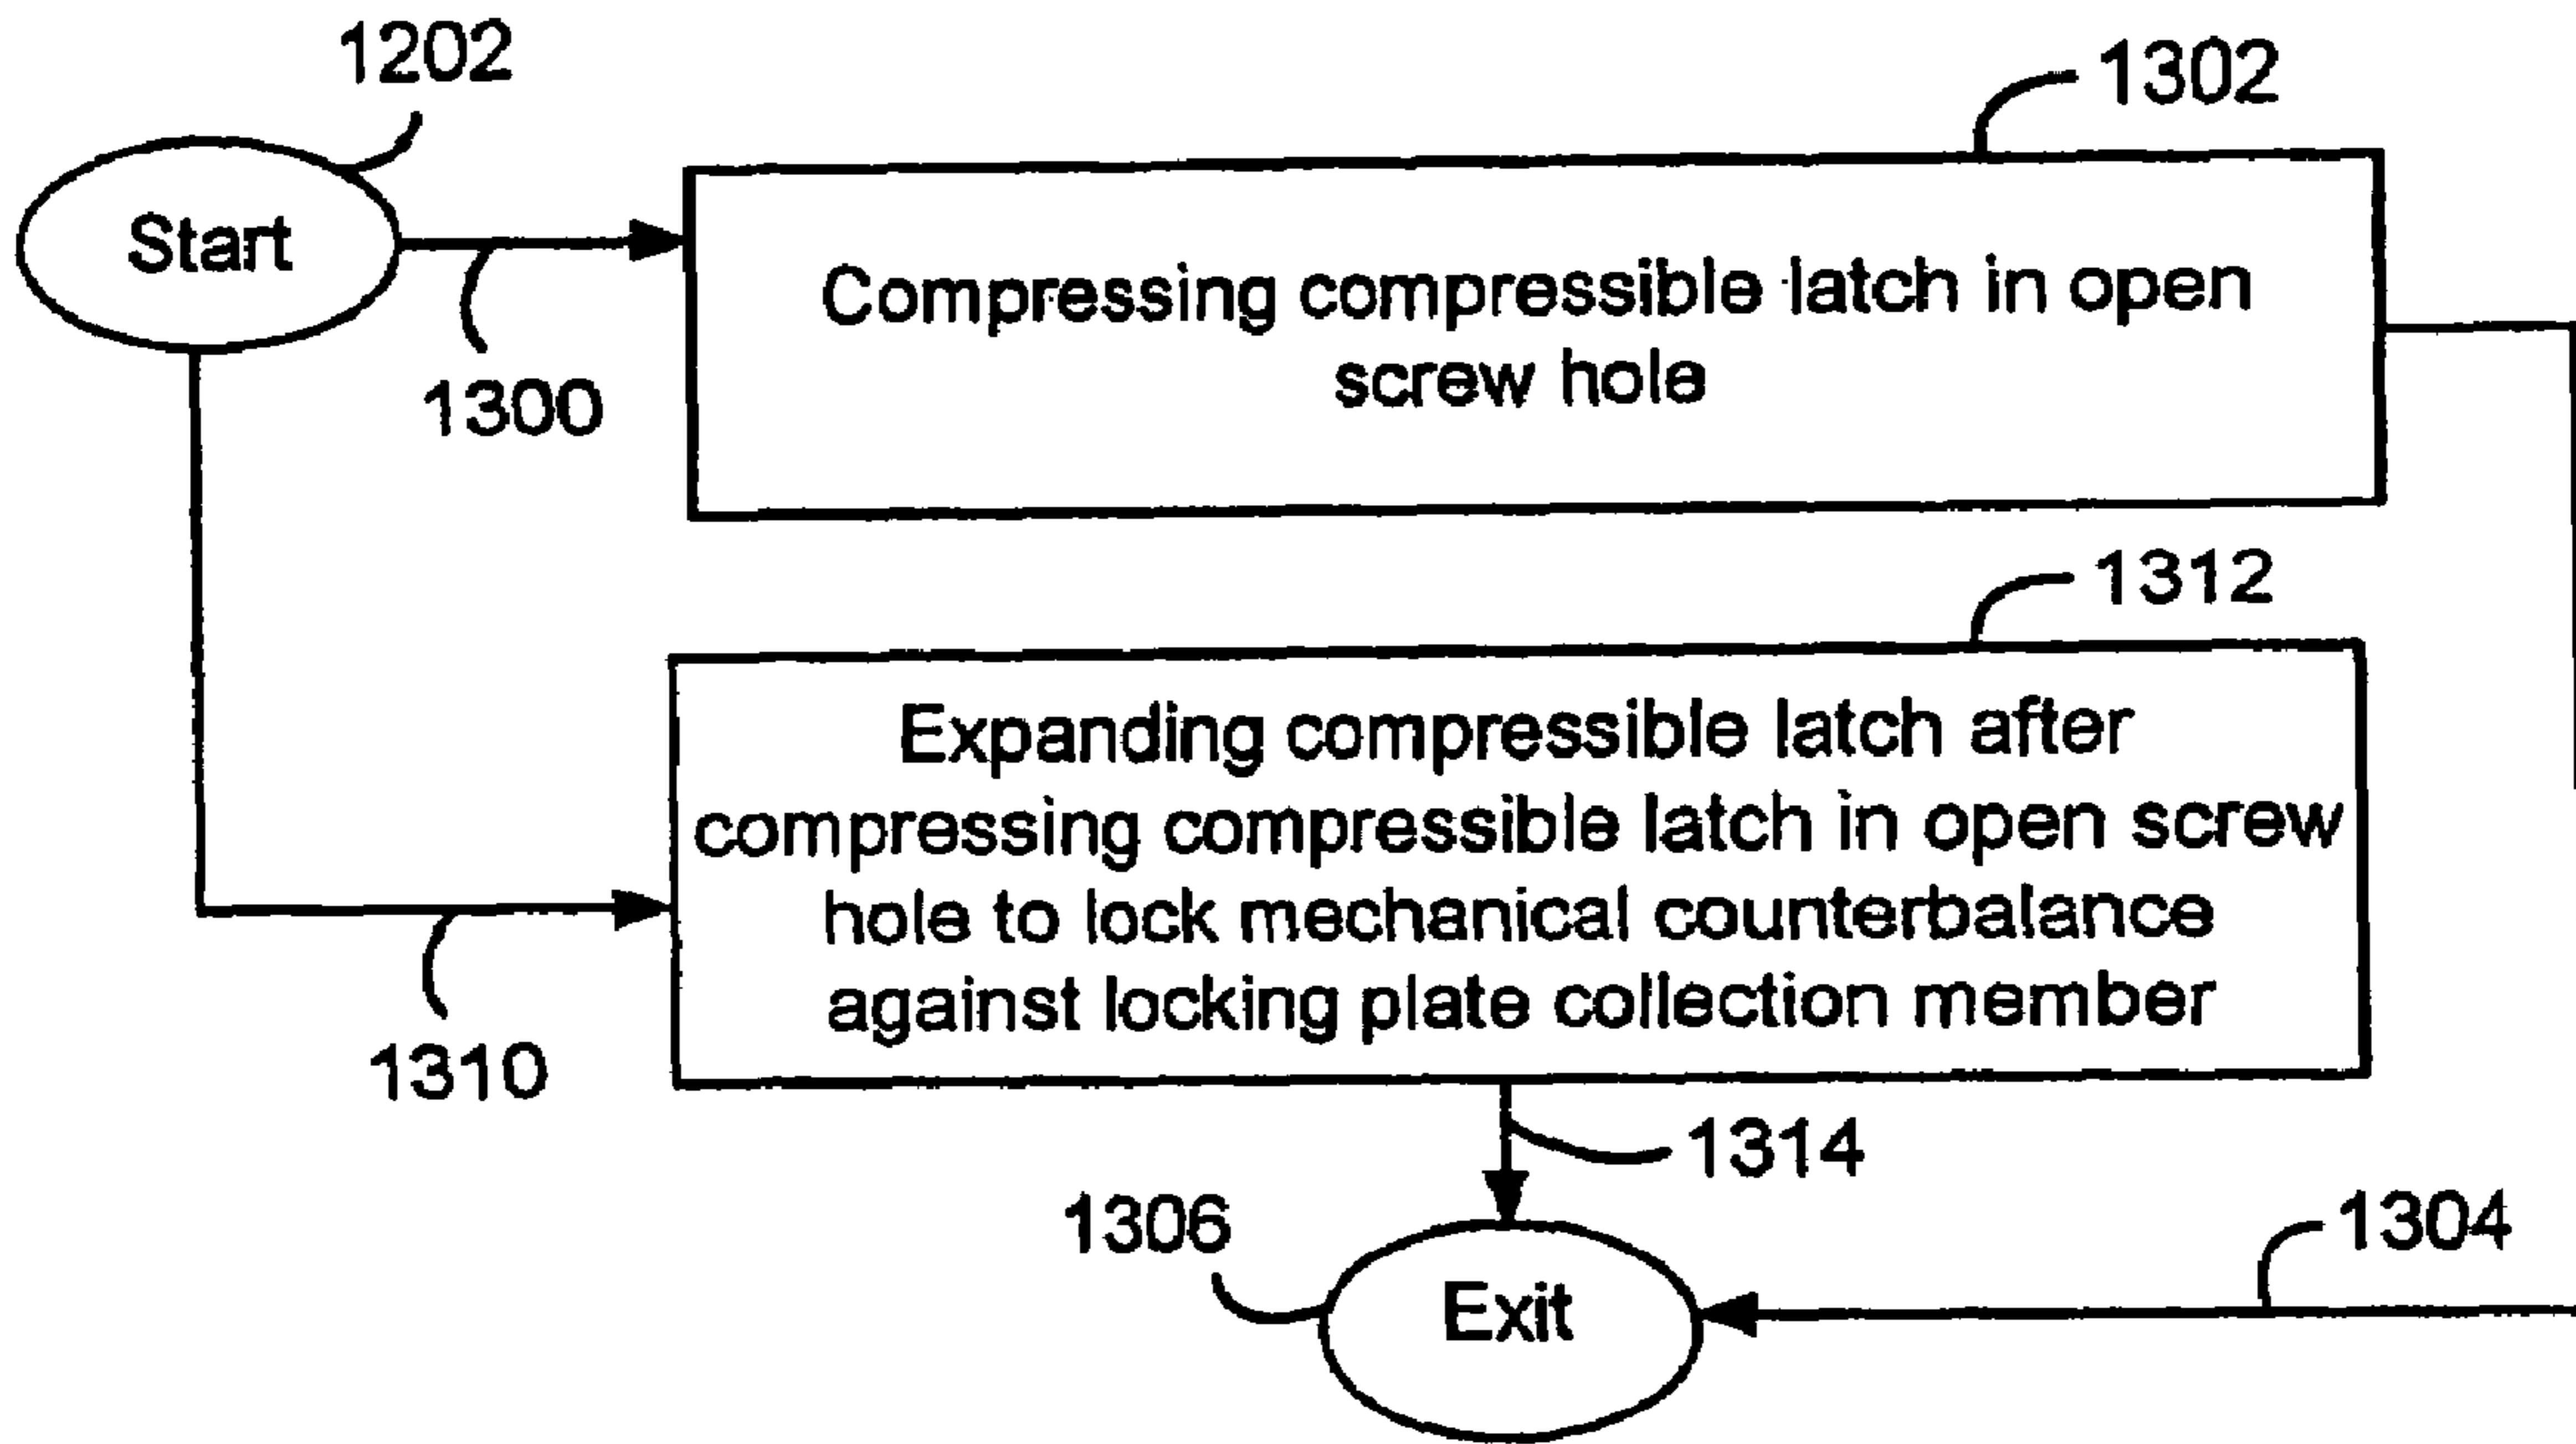 1202
1302
Start
Compressing compressible latch in open
screw hole
1300
1312
Expanding compressible latch after
compressing compressible latch in open screw
hole to lock mechanical counterbalance
against locking plate collection member
1310
1314
1306
1304
Exit